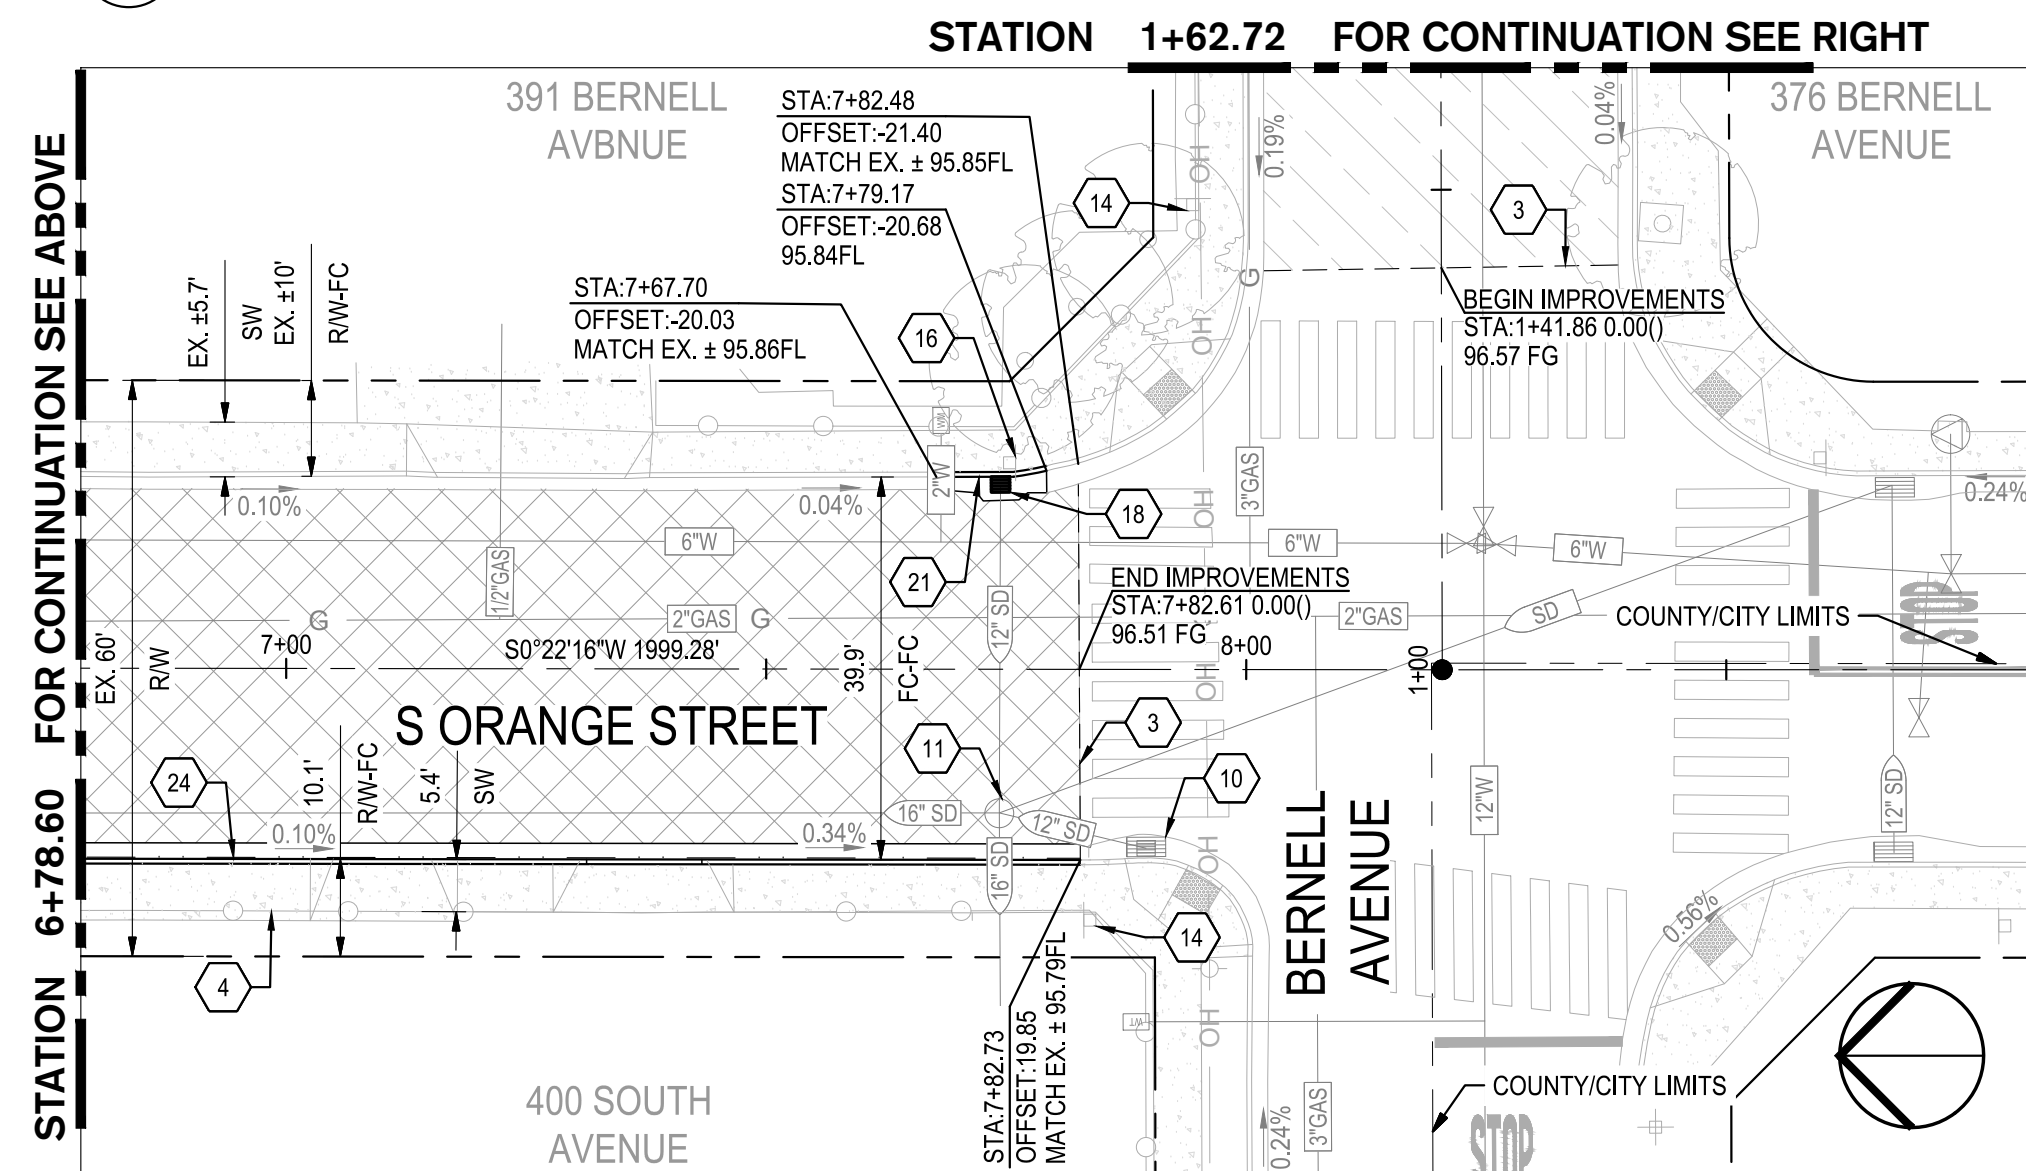 STATION 1+62.72 FOR CONTINUATION SEE RIGHT
STATION 6+78.60 FOR CONTINUATION SEE ABOVE
391 BERNELL
AVBNUE
STA:7+82.48
OFFSET:-21.40
MATCH EX. ± 95.85FL
STA:7+79.17
OFFSET:-20.68
95.84FL
STA:7+67.70
OFFSET:-20.03
MATCH EX. ± 95.86FL
376 BERNELL
AVENUE
0.04%
0.19%
OH
14
3
G
OH
BEGIN IMPROVEMENTS
STA:1+41.86 0.00()
96.57 FG
EX. ±5.7'
SW
EX. ±10'
R/W-FC
16
WM
2"W
3"GAS
0.10%
0.04%
0.24%
OH
18
6"W
6"W
6"W
21
1/2"GAS
12" SD
END IMPROVEMENTS
STA:7+82.61 0.00()
96.51 FG
G
2"GAS
G
2"GAS
SD
COUNTY/CITY LIMITS
STOP
EX. 60'
R/W
7+00
S0°22'16"W 1999.28'
39.9'
FC-FC
8+00
1+00
OH
S ORANGE STREET
3
11
10
24
10.1'
R/W-FC
5.4'
SW
16" SD
12" SD
12"W
12" SD
BERNELL
AVENUE
0.10%
0.34%
OH
16" SD
0.56%
14
4
STA:7+82.73
OFFSET:19.85
MATCH EX. ± 95.79FL
WT
OH
400 SOUTH
AVENUE
COUNTY/CITY LIMITS
0.24%
3"GAS
STOP